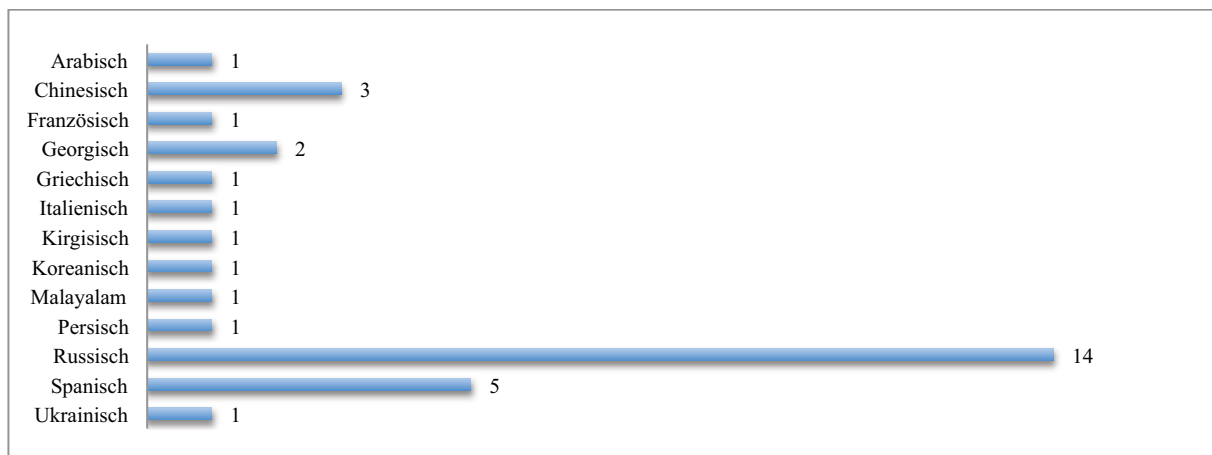 Arabisch 1
Chinesisch 3
Französisch 1
Georgisch 2
Griechisch 1
Italienisch 1
Kirgisisch 1
Koreanisch 1
Malayalam 1
Persisch 1
Russisch 14
Spanisch 5
Ukrainisch 1